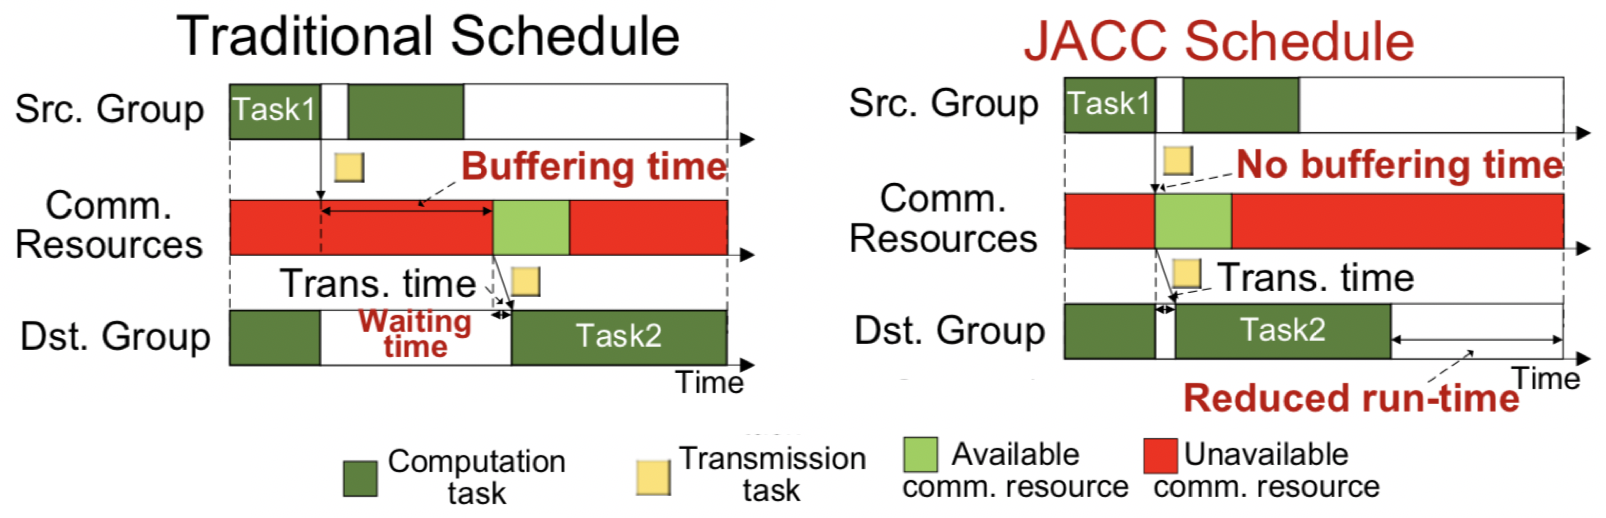 Traditional Schedule
Src. Group
Task1
Buffering time
Comm.
Resources
Trans. time
Waiting
time
Dst. Group
Task2
Time
JACC Schedule
Src. Group
Task1
No buffering time
Comm.
Resources
Trans. time
Dst. Group
Task2
Time
Reduced run-time
Computation
task
Transmission
task
Available
comm. resource
Unavailable
comm. resource